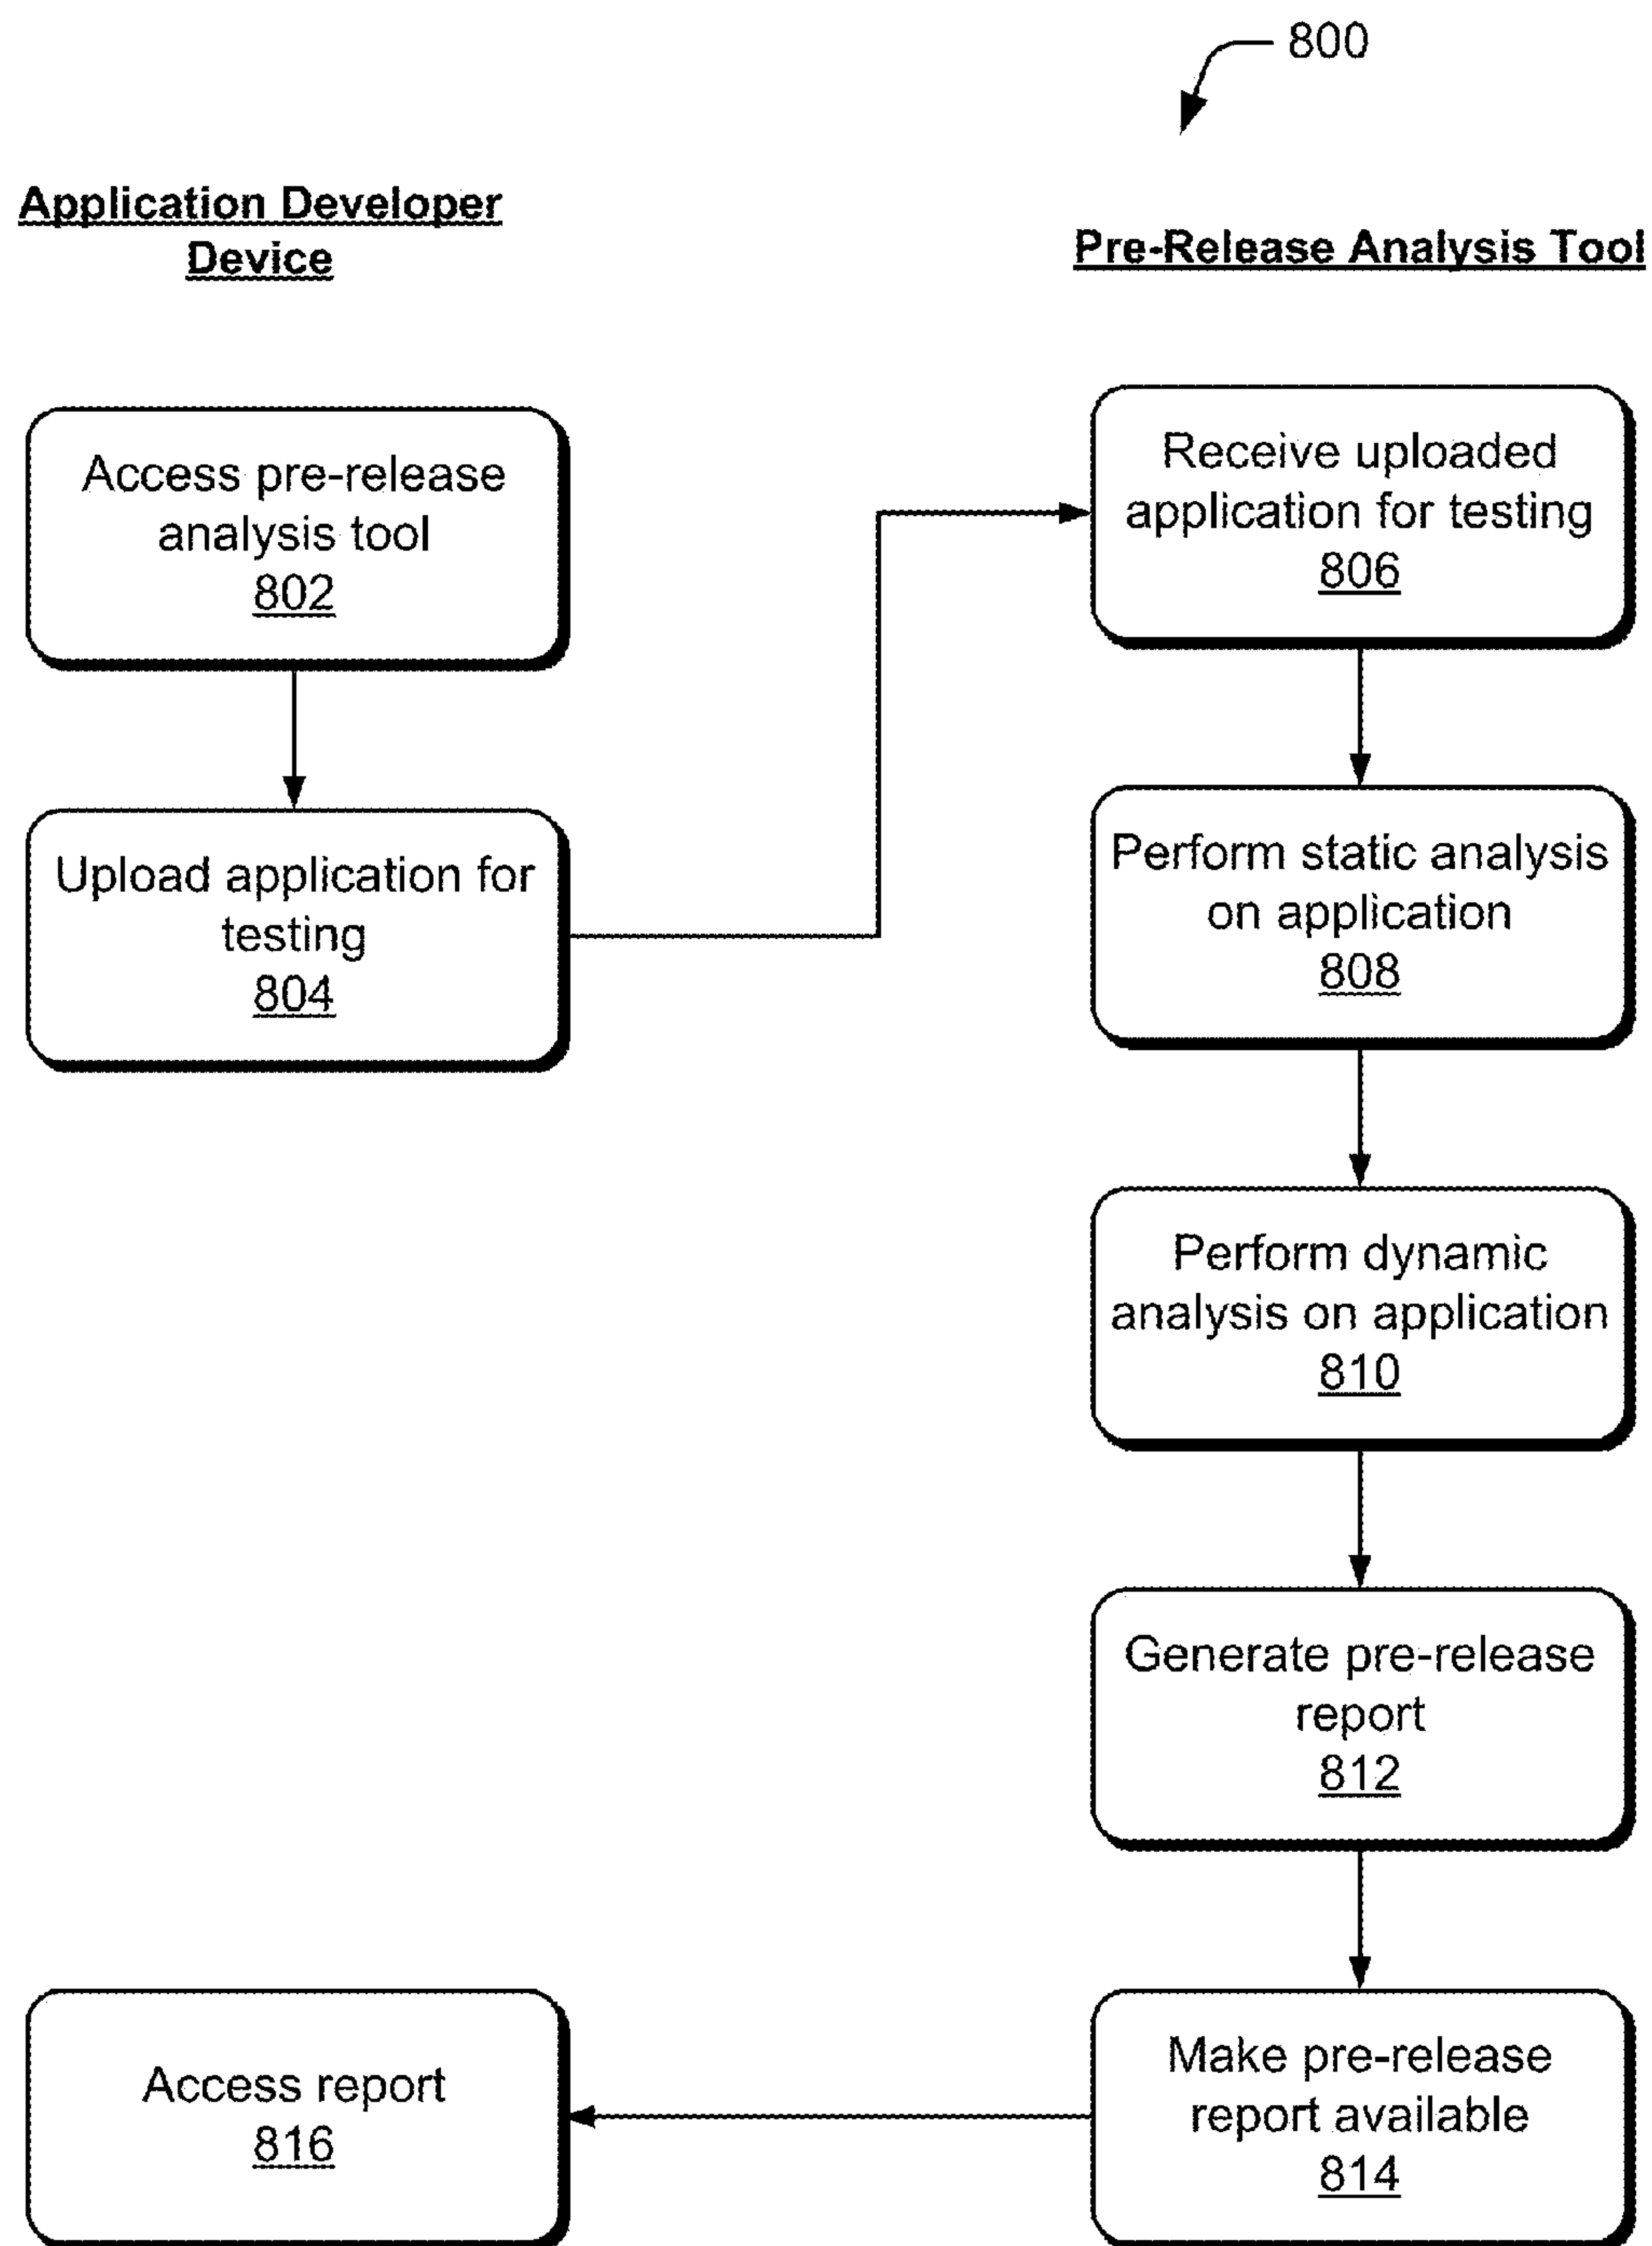 800
Application Developer
Device
Pre-Release Analysis Tool
Access pre-release
analysis tool
802
Upload application for
testing
804
Receive uploaded
application for testing
806
Perform static analysis
on application
808
Perform dynamic
analysis on application
810
Generate pre-release
report
812
Make pre-release
report available
814
Access report
816